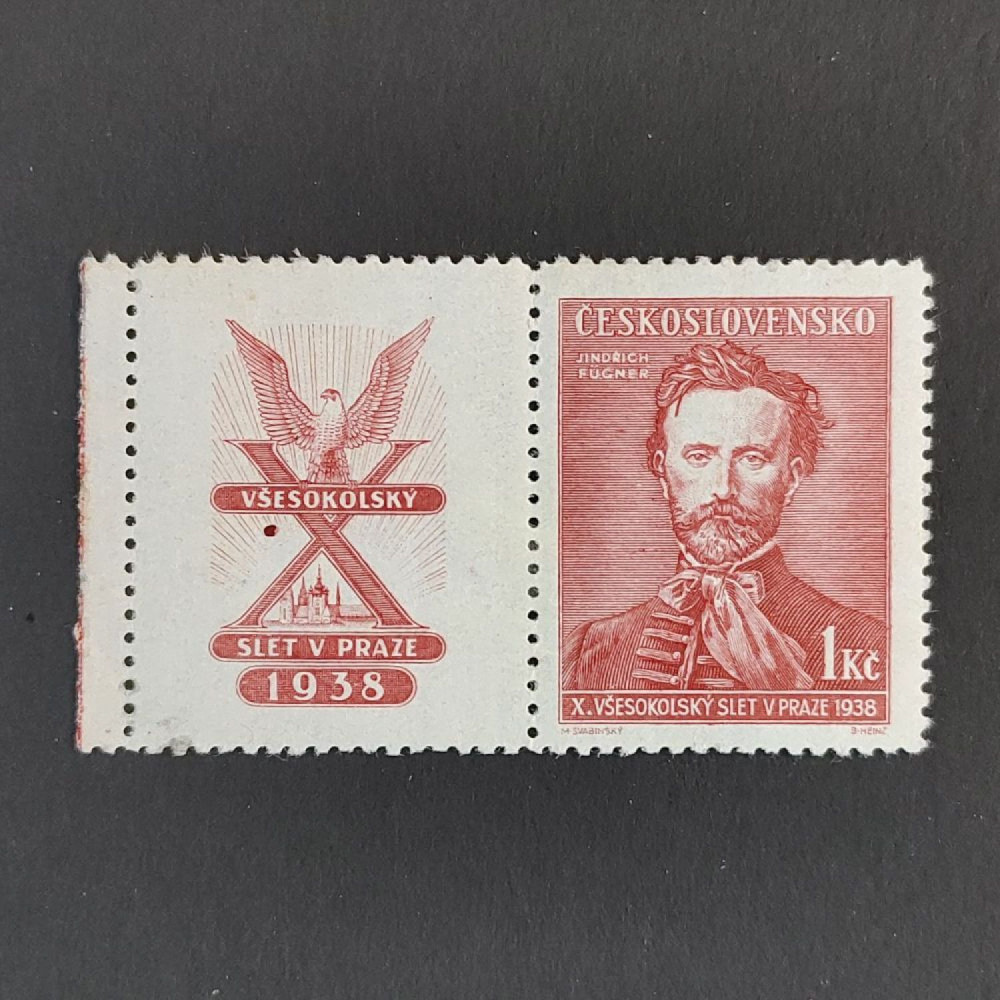 X
VŠESOKOLSKÝ
SLET V PRAZE
1938
ČESKOSLOVENSKO
JINDŘICH
FÜGNER
1Kč
X. VŠESOKOLSKÝ SLET V PRAZE 1938
M·ŠVABINSKÝ
B·HEINZ